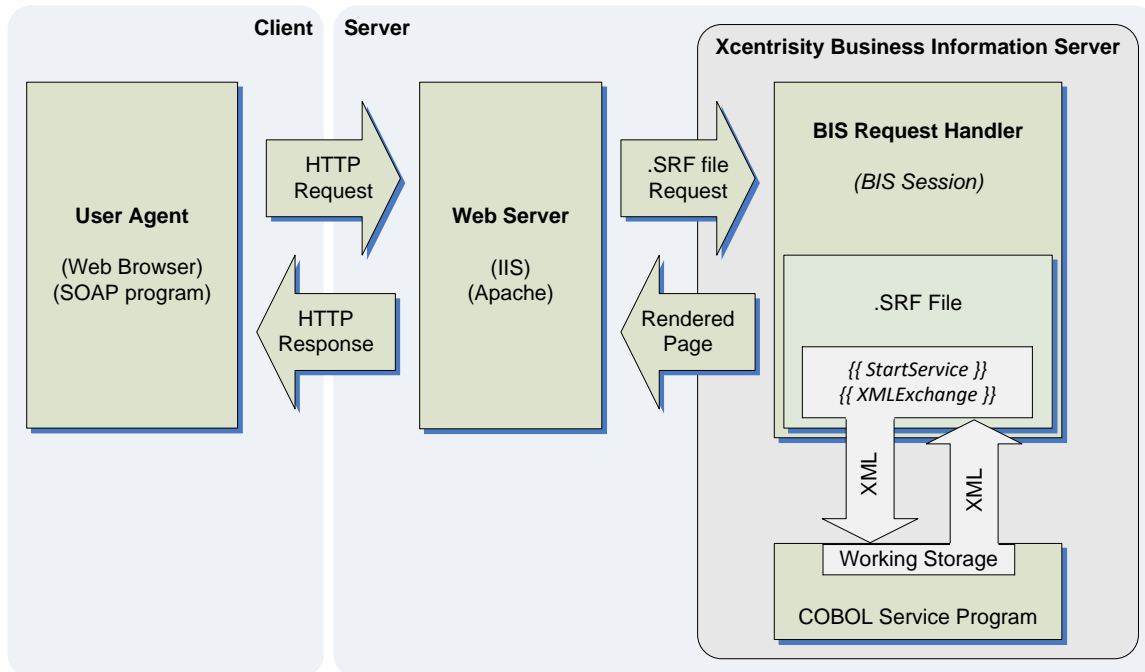 Client
Server
Xcentrisity Business Information Server
User Agent
(Web Browser)
(SOAP program)
HTTP
Request
HTTP
Response
Web Server
(IIS)
(Apache)
.SRF file
Request
Rendered
Page
BIS Request Handler
(BIS Session)
.SRF File
{{ StartService }}
{{ XMLExchange }}
XML
XML
Working Storage
COBOL Service Program